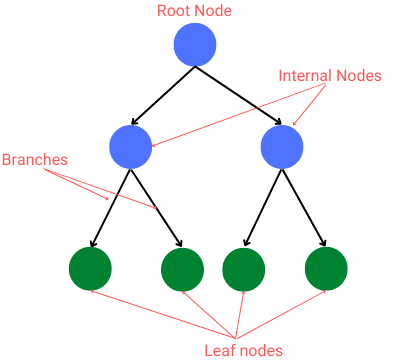 Root Node
Internal Nodes
Branches
Leaf nodes